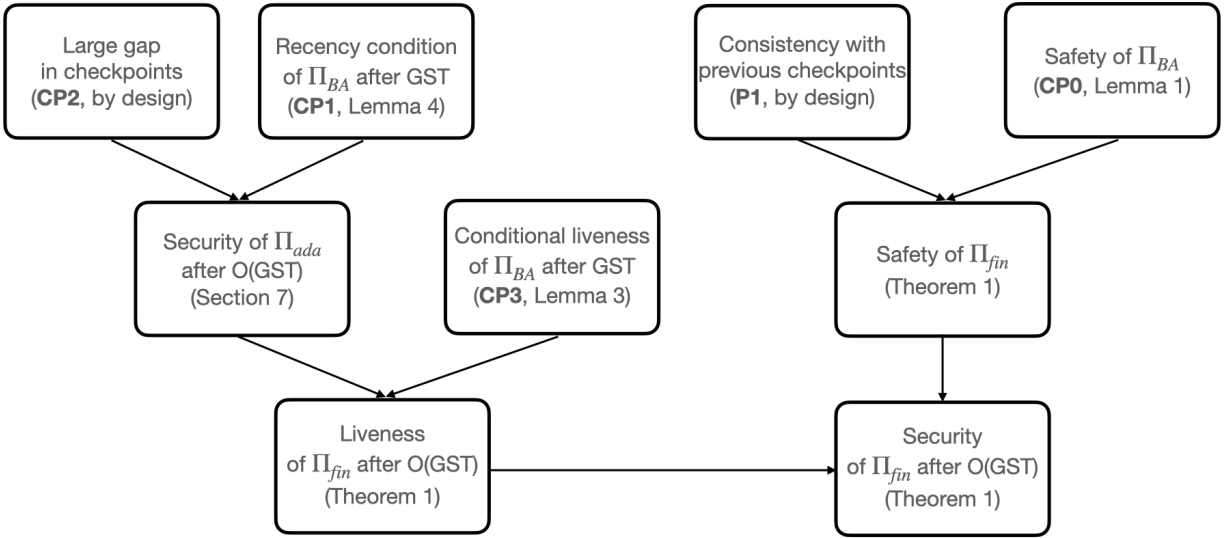 Large gap
in checkpoints
(CP2, by design)
Recency condition
of Π_BA after GST
(CP1, Lemma 4)
Consistency with
previous checkpoints
(P1, by design)
Safety of Π_BA
(CP0, Lemma 1)
Security of Π_ada
after O(GST)
(Section 7)
Conditional liveness
of Π_BA after GST
(CP3, Lemma 3)
Safety of Π_fin
(Theorem 1)
Liveness
of Π_fin after O(GST)
(Theorem 1)
Security
of Π_fin after O(GST)
(Theorem 1)